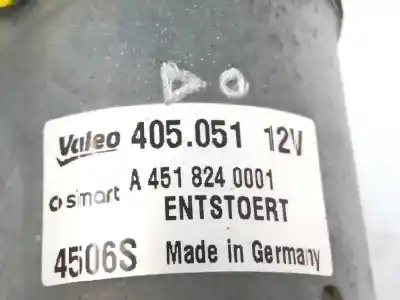 Valeo 405.051 12V
smart A 451 824 0001
ENTSTOERT
4506S Made in Germany